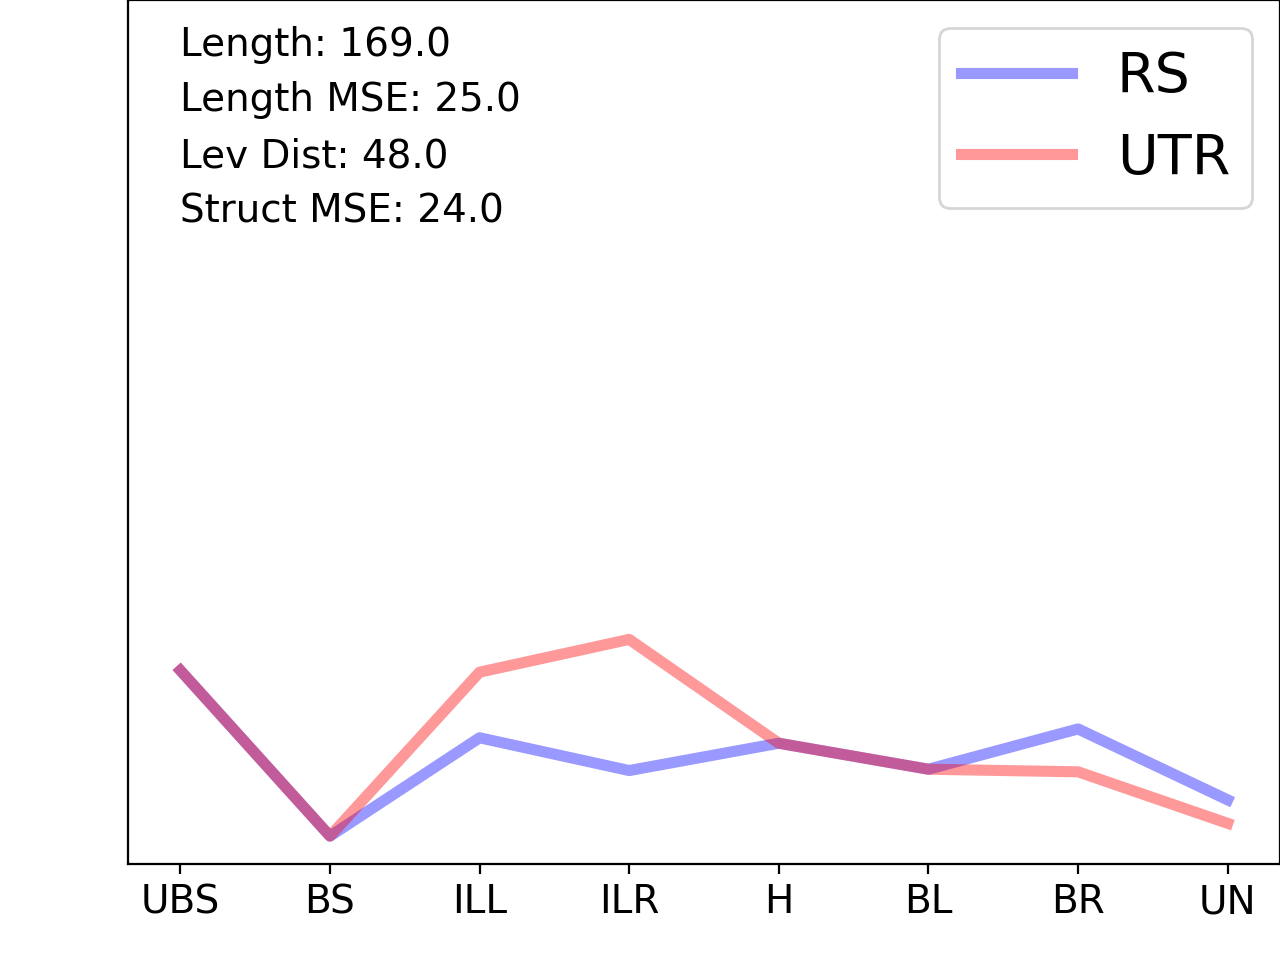 Length: 169.0
Length MSE: 25.0
Lev Dist: 48.0
Struct MSE: 24.0
RS
UTR
UBS BS ILL ILR H BL BR UN